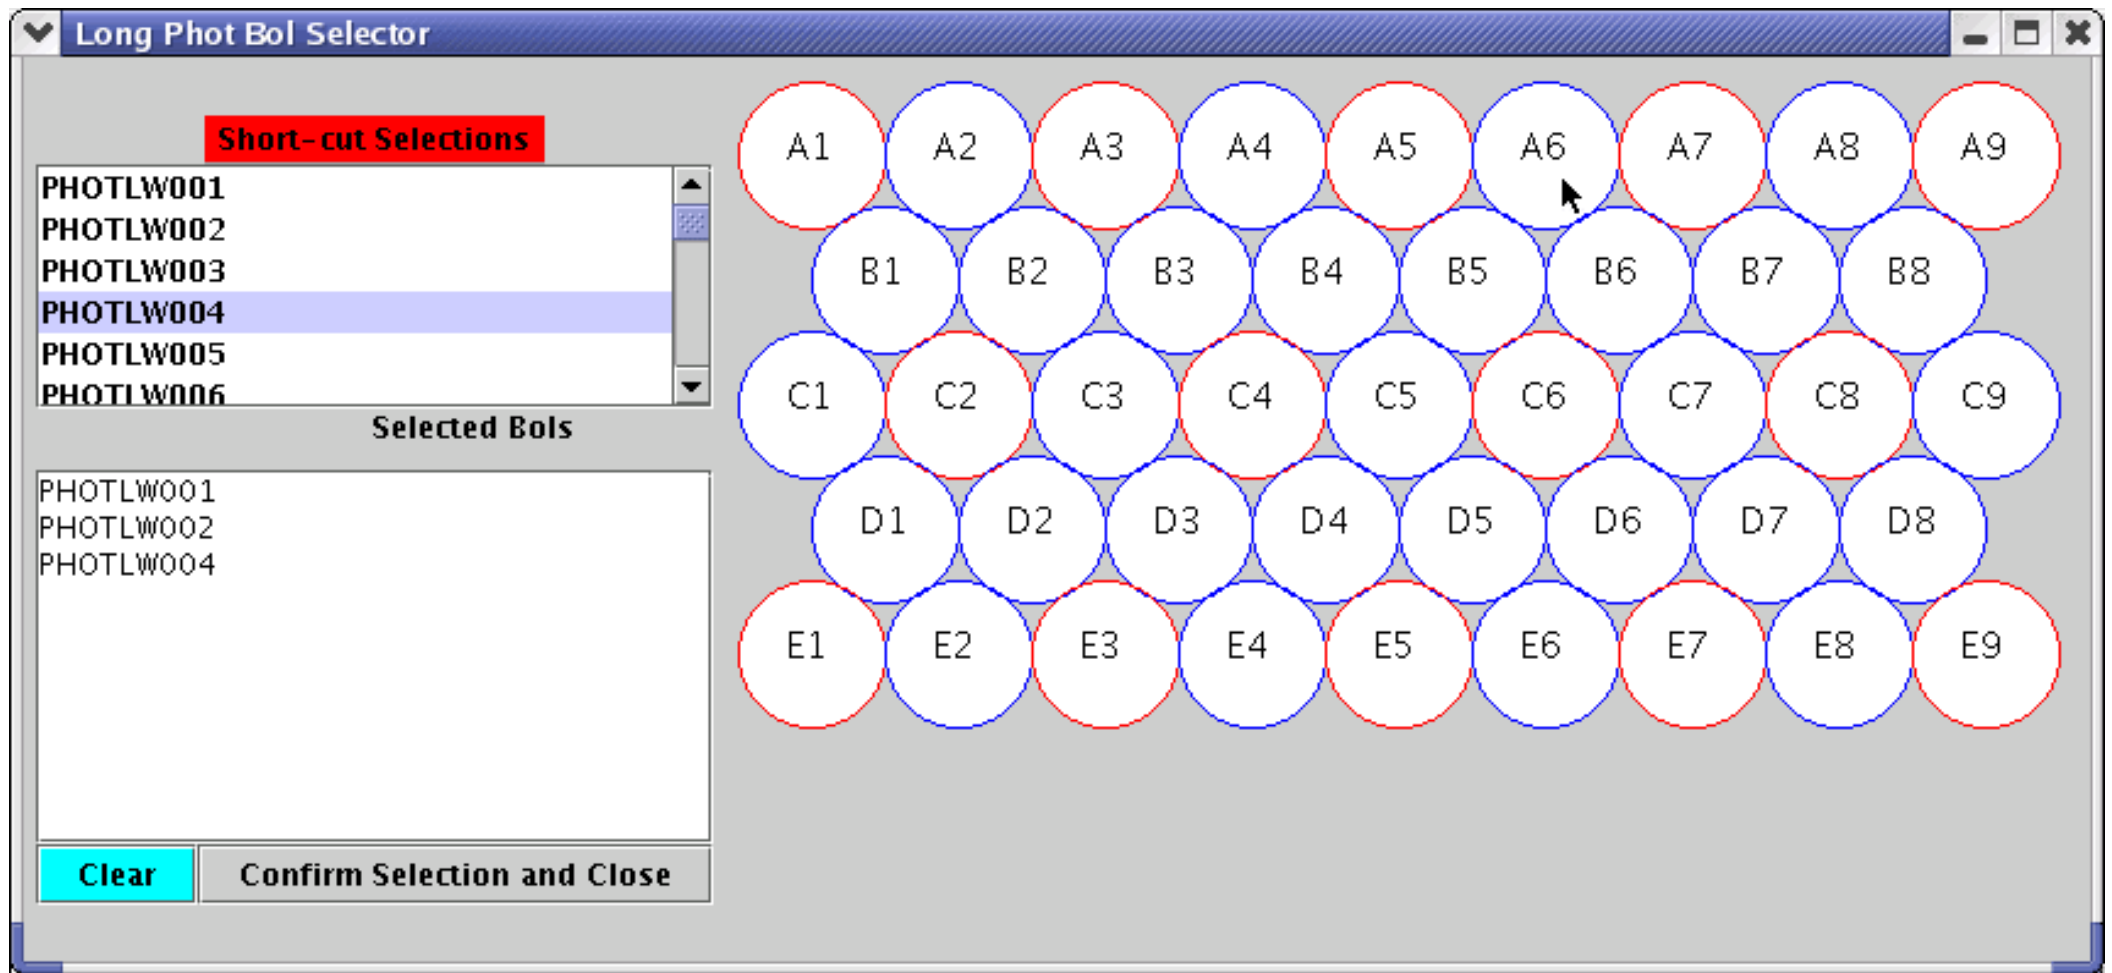 Long Phot Bol Selector
Short-cut Selections
PHOTLW001
PHOTLW002
PHOTLW003
PHOTLW004
PHOTLW005
PHOTLW006
Selected Bols
PHOTLW001
PHOTLW002
PHOTLW004
Clear Confirm Selection and Close
A1 A2 A3 A4 A5 A6 A7 A8 A9
B1 B2 B3 B4 B5 B6 B7 B8
C1 C2 C3 C4 C5 C6 C7 C8 C9
D1 D2 D3 D4 D5 D6 D7 D8
E1 E2 E3 E4 E5 E6 E7 E8 E9